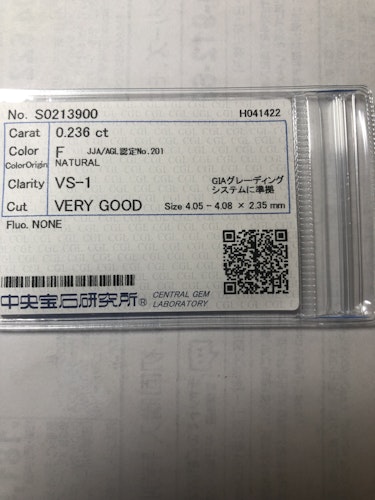 No. S0213900 H041422
Carat 0.236 ct
Color F JJA/AGL認定No.201
ColorOrigin NATURAL
Clarity VS-1 GIAグレーディング
システムに準拠
Cut VERY GOOD Size 4.05 - 4.08 × 2.35 mm
Fluo. NONE
中央宝石研究所® CENTRAL GEM
LABORATORY